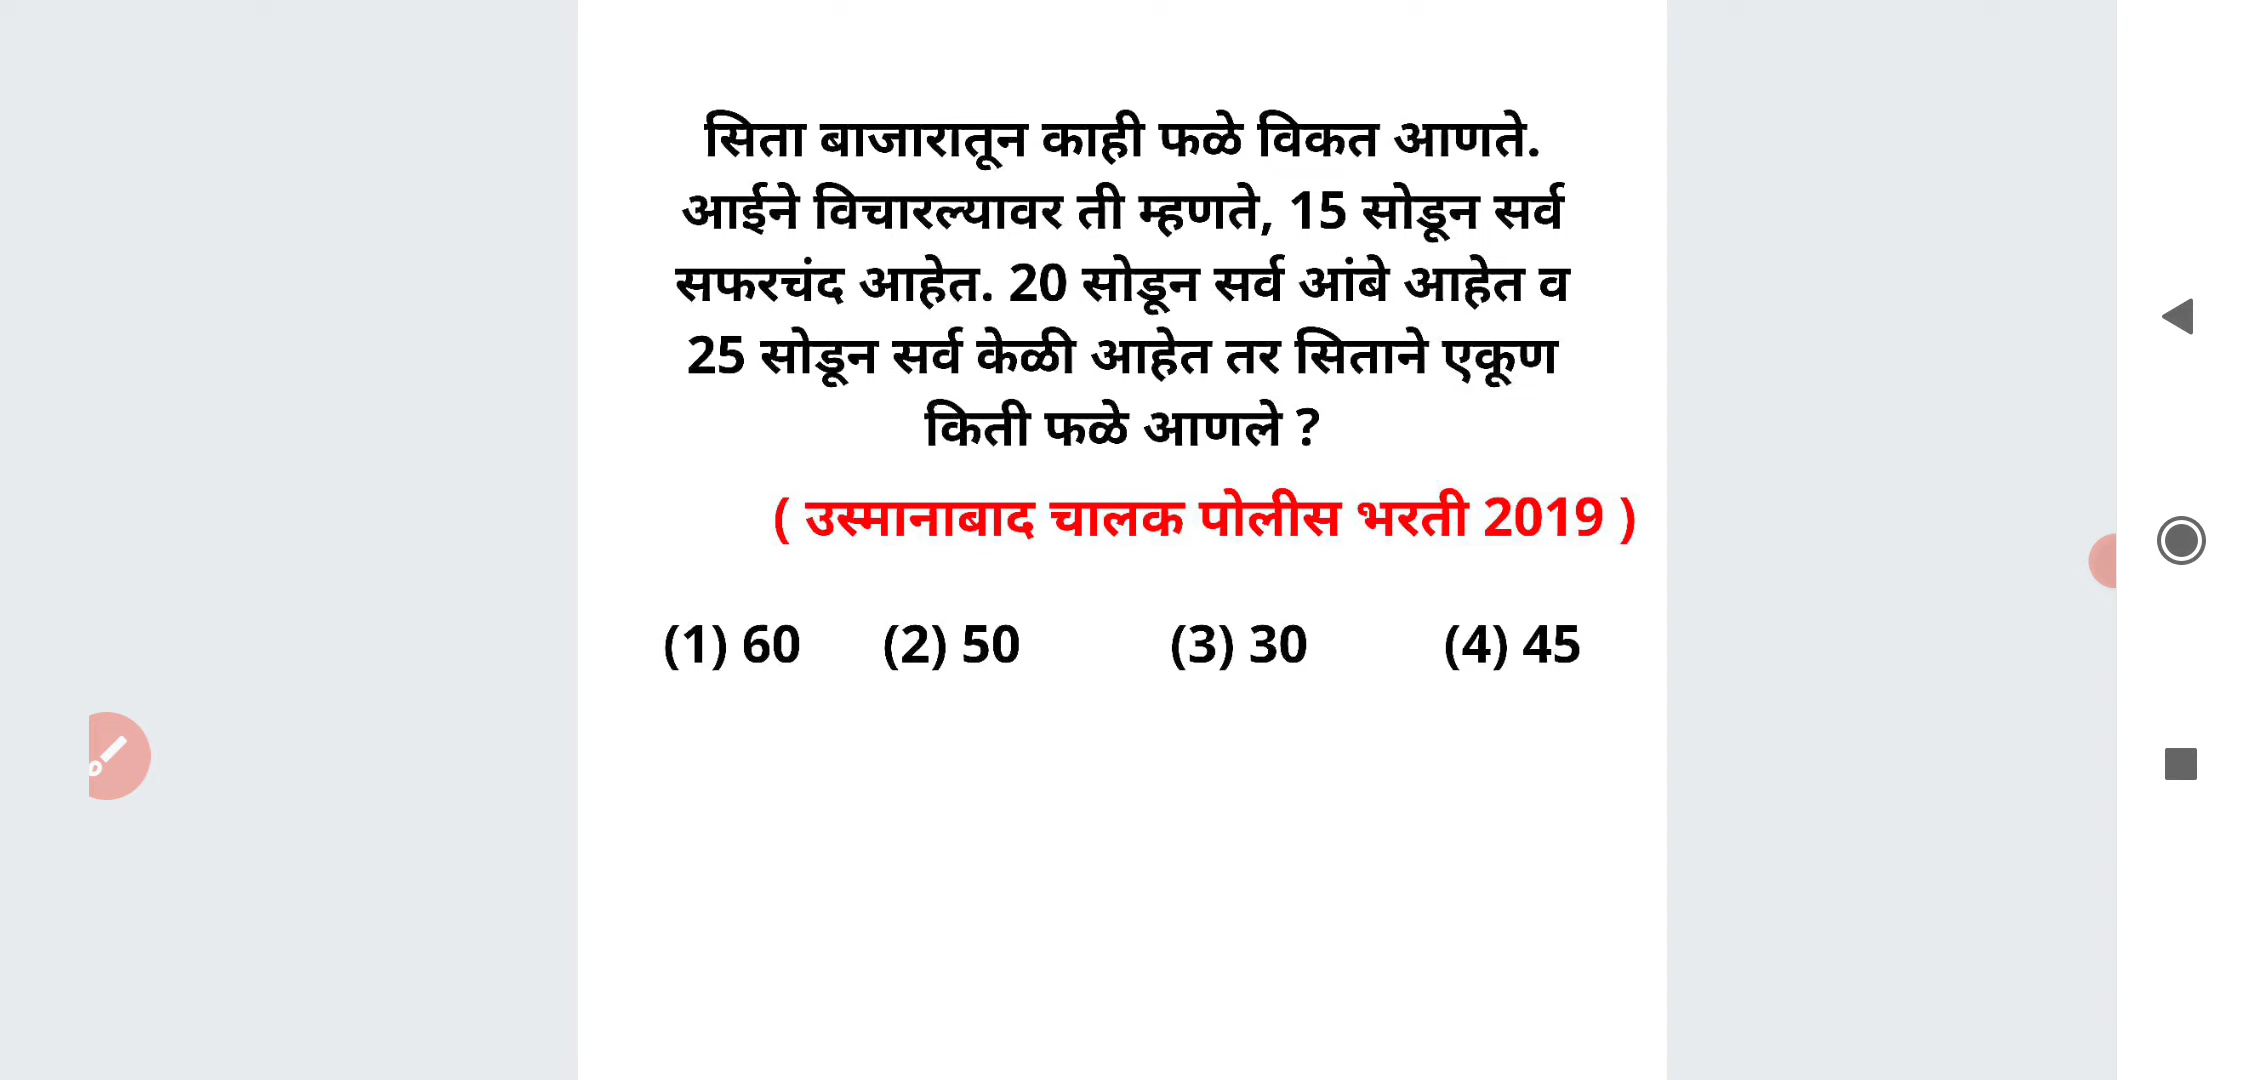 सिता बाजारातून काही फळे विकत आणते.
आईने विचारल्यावर ती म्हणते, 15 सोडून सर्व
सफरचंद आहेत. 20 सोडून सर्व आंबे आहेत व
25 सोडून सर्व केळी आहेत तर सिताने एकूण
किती फळे आणले ?
( उस्मानाबाद चालक पोलीस भरती 2019 )
(1) 60 (2) 50 (3) 30 (4) 45